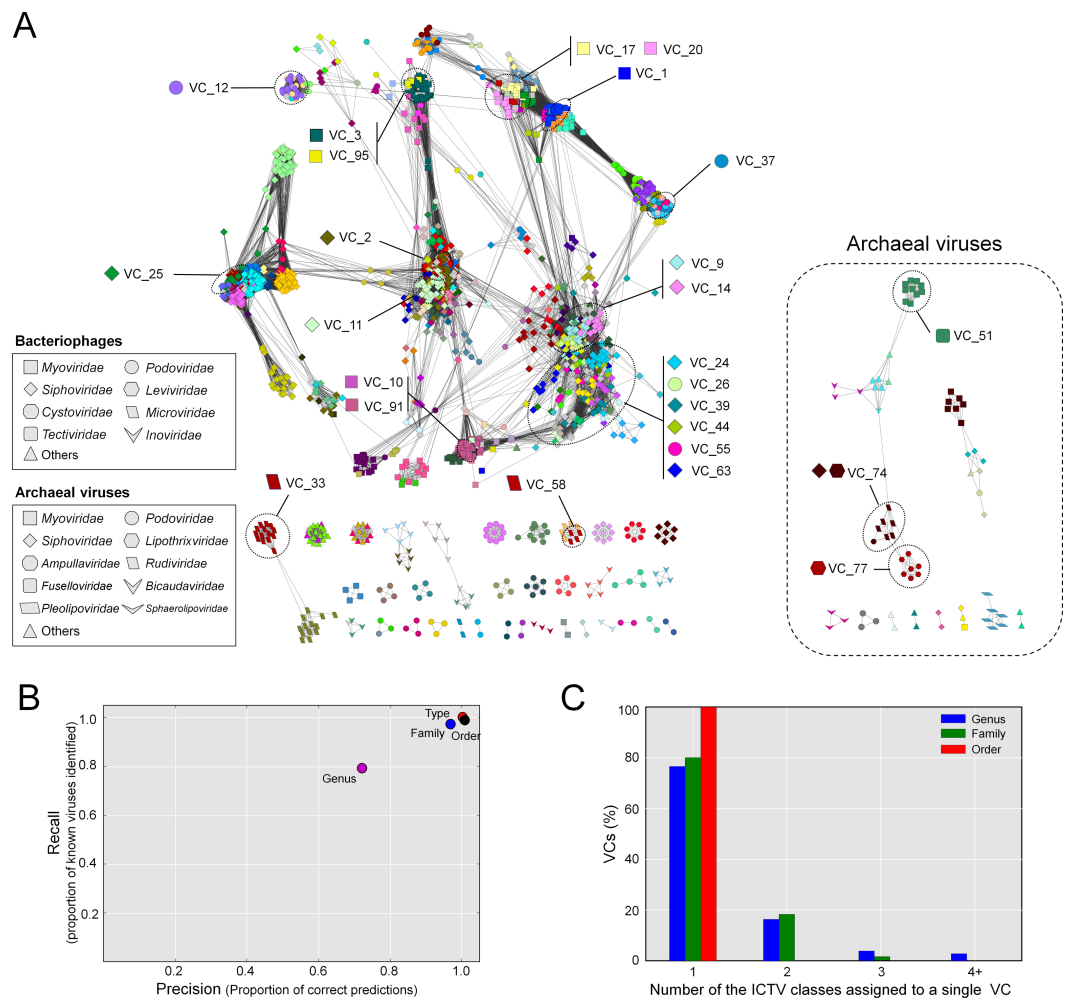 A
VC_17 VC_20
VC_1
VC_12
VC_3
VC_95
VC_37
VC_2
VC_25
VC_9
VC_14
VC_11
VC_10
VC_91
VC_24
VC_26
VC_39
VC_44
VC_55
VC_63
VC_33
VC_58
Archaeal viruses
VC_51
VC_74
VC_77
Bacteriophages
Myoviridae Podoviridae
Siphoviridae Leviviridae
Cystoviridae Microviridae
Tectiviridae Inoviridae
Others
Archaeal viruses
Myoviridae Podoviridae
Siphoviridae Lipothrixviridae
Ampullaviridae Rudiviridae
Fuselloviridae Bicaudaviridae
Pleolipoviridae Sphaerolipoviridae
Others
B
Recall
(proportion of known viruses identified)
1.0
0.8
0.6
0.4
0.2
Type
Family
Order
Genus
0.2 0.4 0.6 0.8 1.0
Precision (Proportion of correct predictions)
C
VCs (%)
100
80
60
40
20
0
Genus
Family
Order
1 2 3 4+
Number of the ICTV classes assigned to a single VC